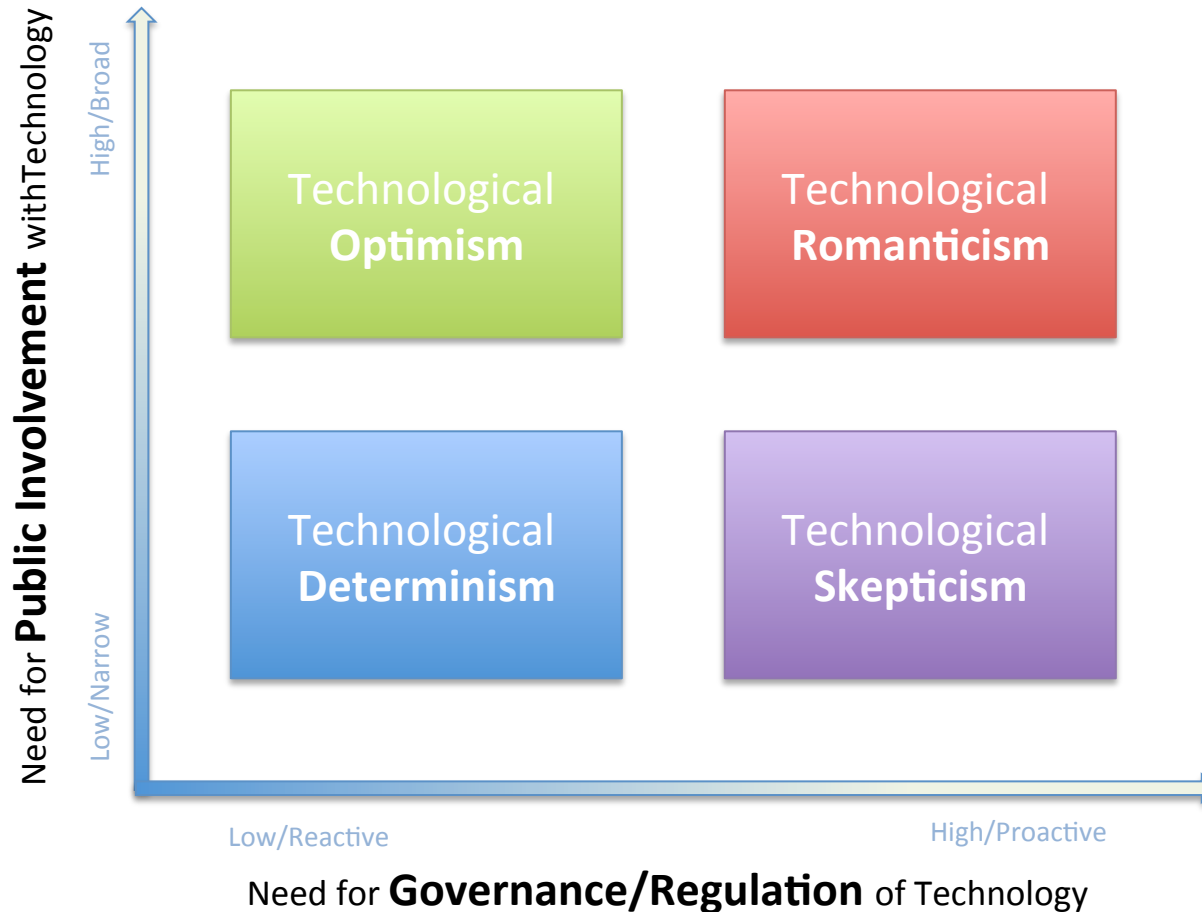 Need for Public Involvement withTechnology
High/Broad
Low/Narrow
Technological
Optimism
Technological
Romanticism
Technological
Determinism
Technological
Skepticism
Low/Reactive
High/Proactive
Need for Governance/Regulation of Technology